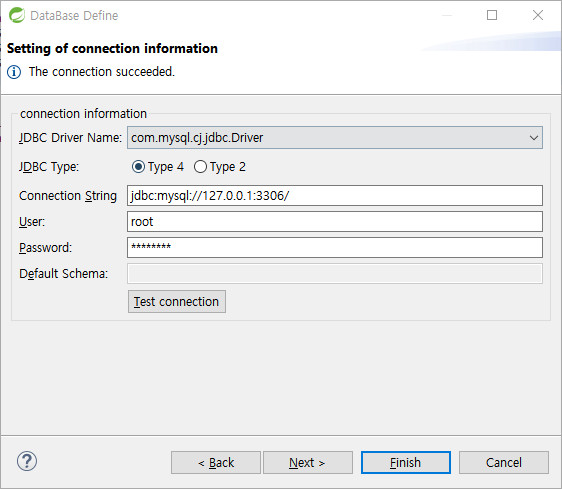 DataBase Define
Setting of connection information
The connection succeeded.
connection information
JDBC Driver Name: com.mysql.cj.jdbc.Driver
JDBC Type: Type 4 Type 2
Connection String jdbc:mysql://127.0.0.1:3306/
User: root
Password: ********
Default Schema:
Test connection
? < Back Next > Finish Cancel